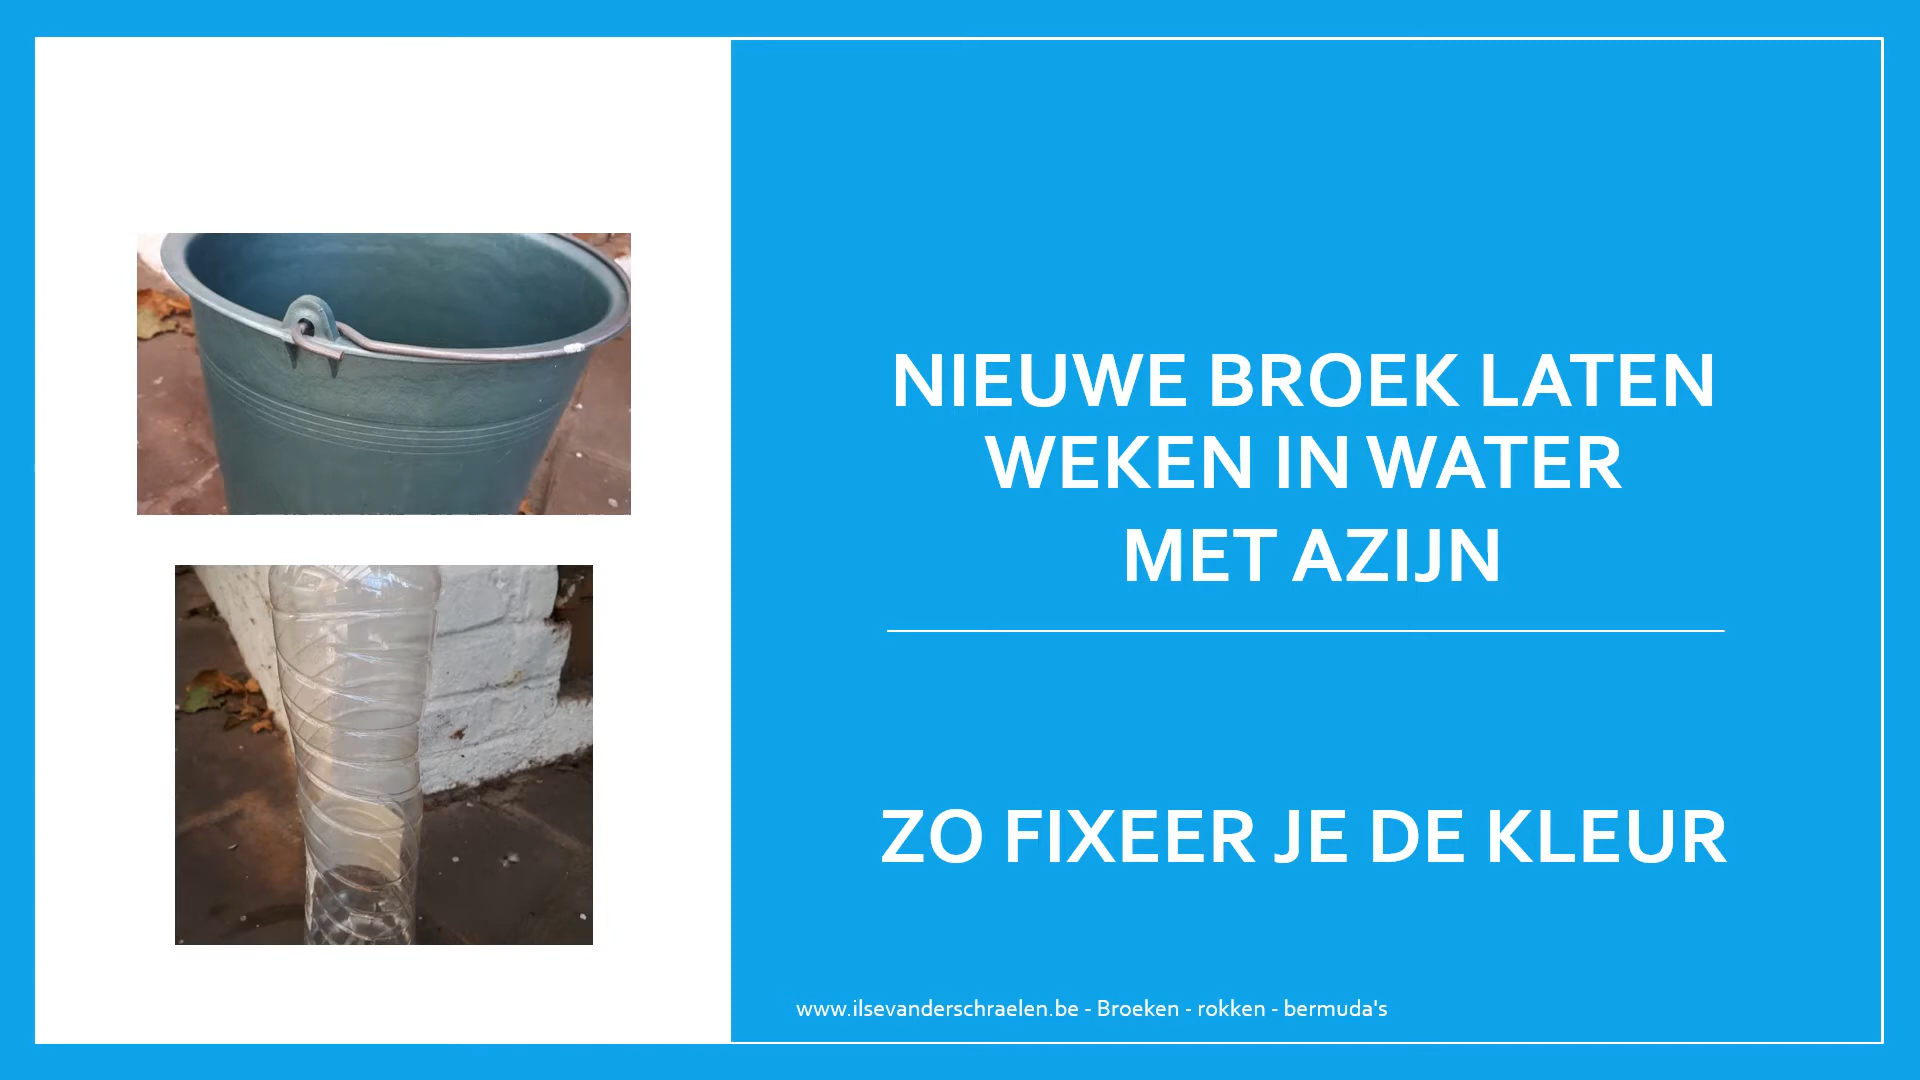 NIEUWE BROEK LATEN
WEKEN IN WATER
MET AZIJN
ZO FIXEER JE DE KLEUR
www.ilsevanderschraelen.be - Broeken - rokken - bermuda's